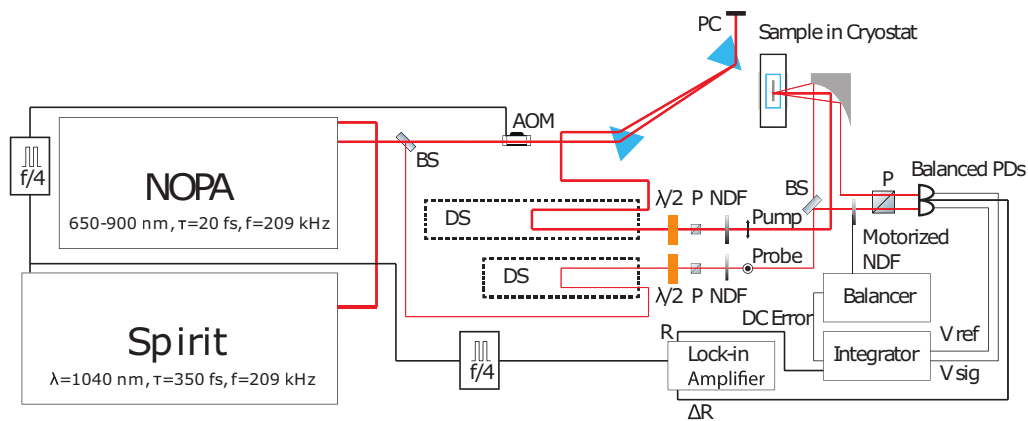 PC
Sample in Cryostat
AOM
BS
f/4
NOPA
650-900 nm, τ=20 fs, f=209 kHz
BS
P
Balanced PDs
DS
λ/2 P NDF
Pump
Motorized
NDF
DS
Probe
λ/2 P NDF
Balancer
DC Error
Spirit
λ=1040 nm, τ=350 fs, f=209 kHz
f/4
R
Lock-in
Amplifier
ΔR
Integrator
V ref
V sig